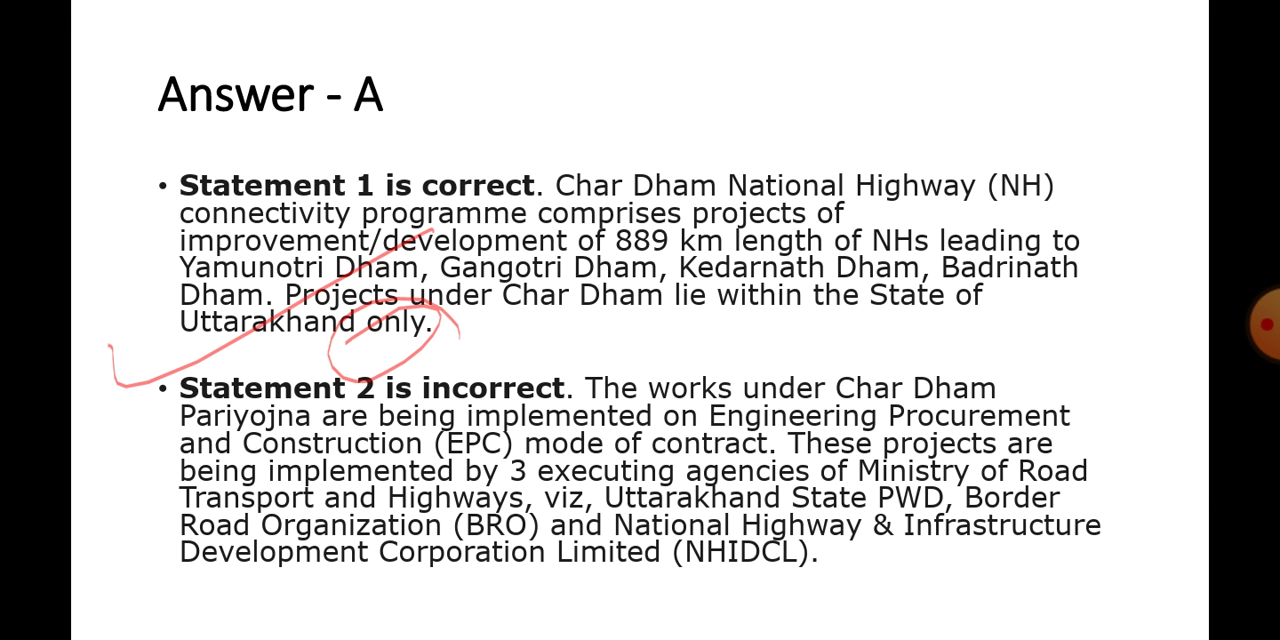 Answer - A
• Statement 1 is correct. Char Dham National Highway (NH)
connectivity programme comprises projects of
improvement/development of 889 km length of NHs leading to
Yamunotri Dham, Gangotri Dham, Kedarnath Dham, Badrinath
Dham. Projects under Char Dham lie within the State of
Uttarakhand only.
• Statement 2 is incorrect. The works under Char Dham
Pariyojna are being implemented on Engineering Procurement
and Construction (EPC) mode of contract. These projects are
being implemented by 3 executing agencies of Ministry of Road
Transport and Highways, viz, Uttarakhand State PWD, Border
Road Organization (BRO) and National Highway & Infrastructure
Development Corporation Limited (NHIDCL).